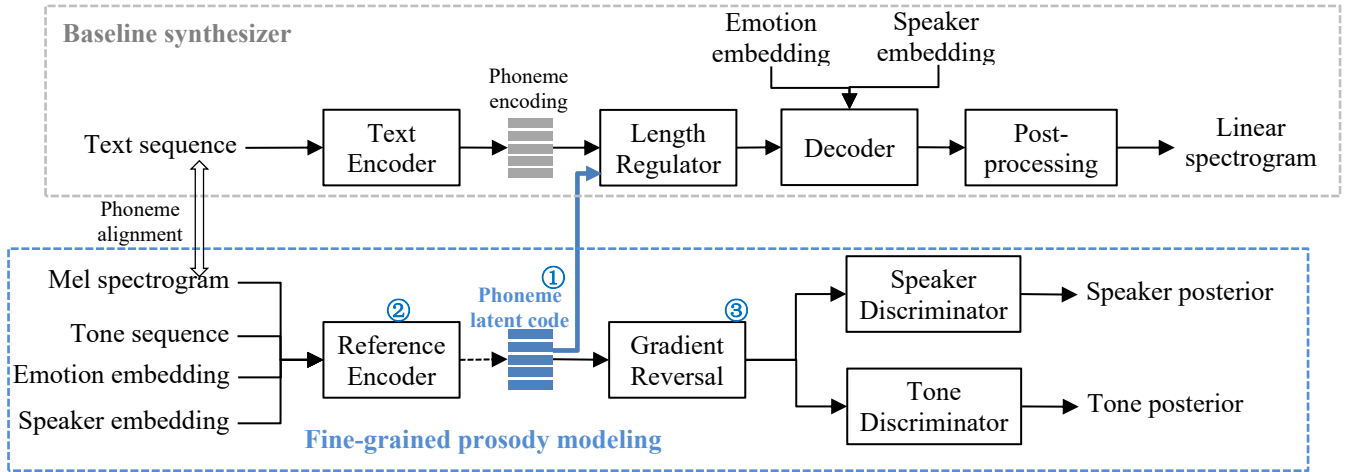 Baseline synthesizer
Emotion
embedding
Speaker
embedding
Phoneme
encoding
Text sequence
Text
Encoder
Length
Regulator
Decoder
Post-
processing
Linear
spectrogram
Phoneme
alignment
Mel spectrogram
Tone sequence
Emotion embedding
Speaker embedding
②
Reference
Encoder
①
Phoneme
latent code
③
Gradient
Reversal
Speaker
Discriminator
Speaker posterior
Tone
Discriminator
Tone posterior
Fine-grained prosody modeling